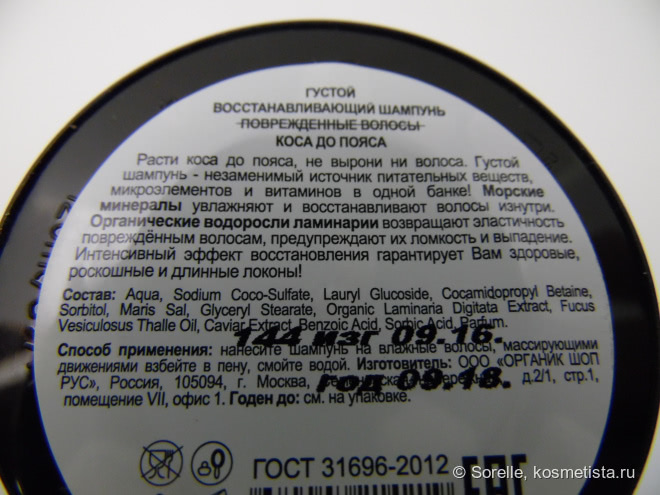 ГУСТОЙ
ВОССТАНАВЛИВАЮЩИЙ ШАМПУНЬ
ПОВРЕЖДЕННЫЕ ВОЛОСЫ
КОСА ДО ПОЯСА
Расти коса до пояса, не вырони ни волоса. Густой
шампунь - незаменимый источник питательных веществ,
микроэлементов и витаминов в одной банке! Морские
минералы увлажняют и восстанавливают волосы изнутри.
Органические водоросли ламинарии возвращают эластичность
повреждённым волосам, предупреждают их ломкость и выпадение.
Интенсивный эффект восстановления гарантирует Вам здоровые,
роскошные и длинные локоны!
Состав: Aqua, Sodium Coco-Sulfate, Lauryl Glucoside, Cocamidopropyl Betaine,
Sorbitol, Maris Sal, Glyceryl Stearate, Organic Laminaria Digitata Extract, Fucus
Vesiculosus Thalle Oil, Caviar Extract, Benzoic Acid, Sorbic Acid, Parfum.
144 изг 09.16.
Способ применения: нанесите шампунь на влажные волосы, массирующими
движениями взбейте в пену, смойте водой. Изготовитель: ООО «ОРГАНИК ШОП
РУС», Россия, 105094, г. Москва, д.2/1, стр.1,
год 09.18.
помещение VII, офис 1. Годен до: см. на упаковке.
ГОСТ 31696-2012
EAC
© Sorelle, kosmetista.ru